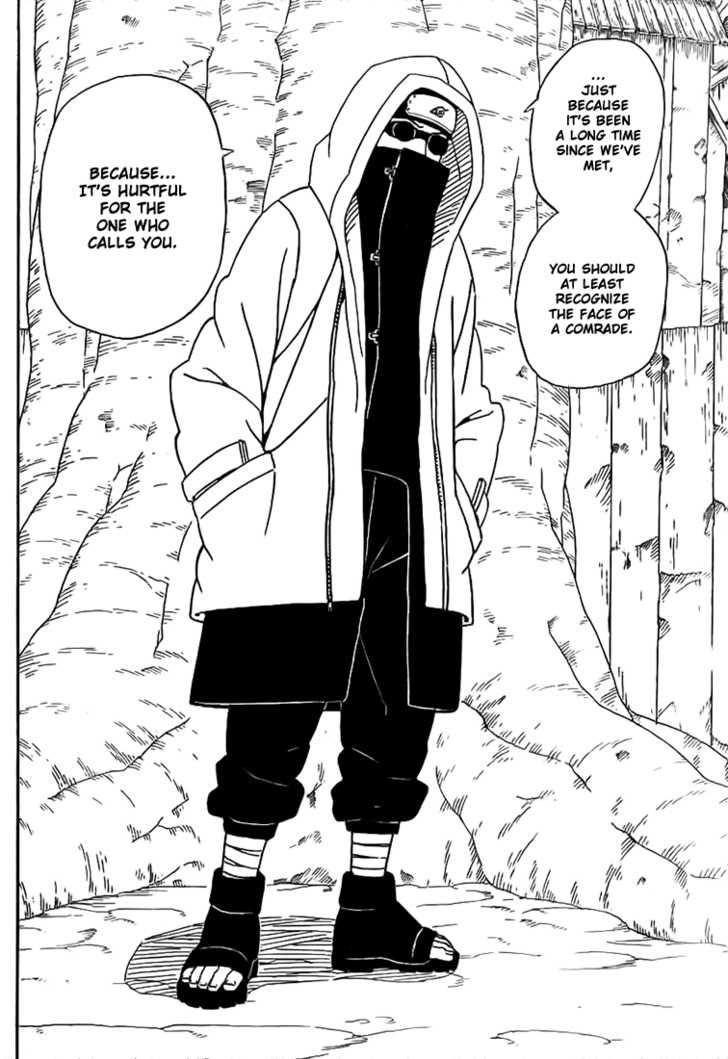 ...
JUST
BECAUSE
IT'S BEEN
A LONG TIME
SINCE WE'VE
MET,
YOU SHOULD
AT LEAST
RECOGNIZE
THE FACE OF
A COMRADE.
BECAUSE...
IT'S HURTFUL
FOR THE
ONE WHO
CALLS YOU.